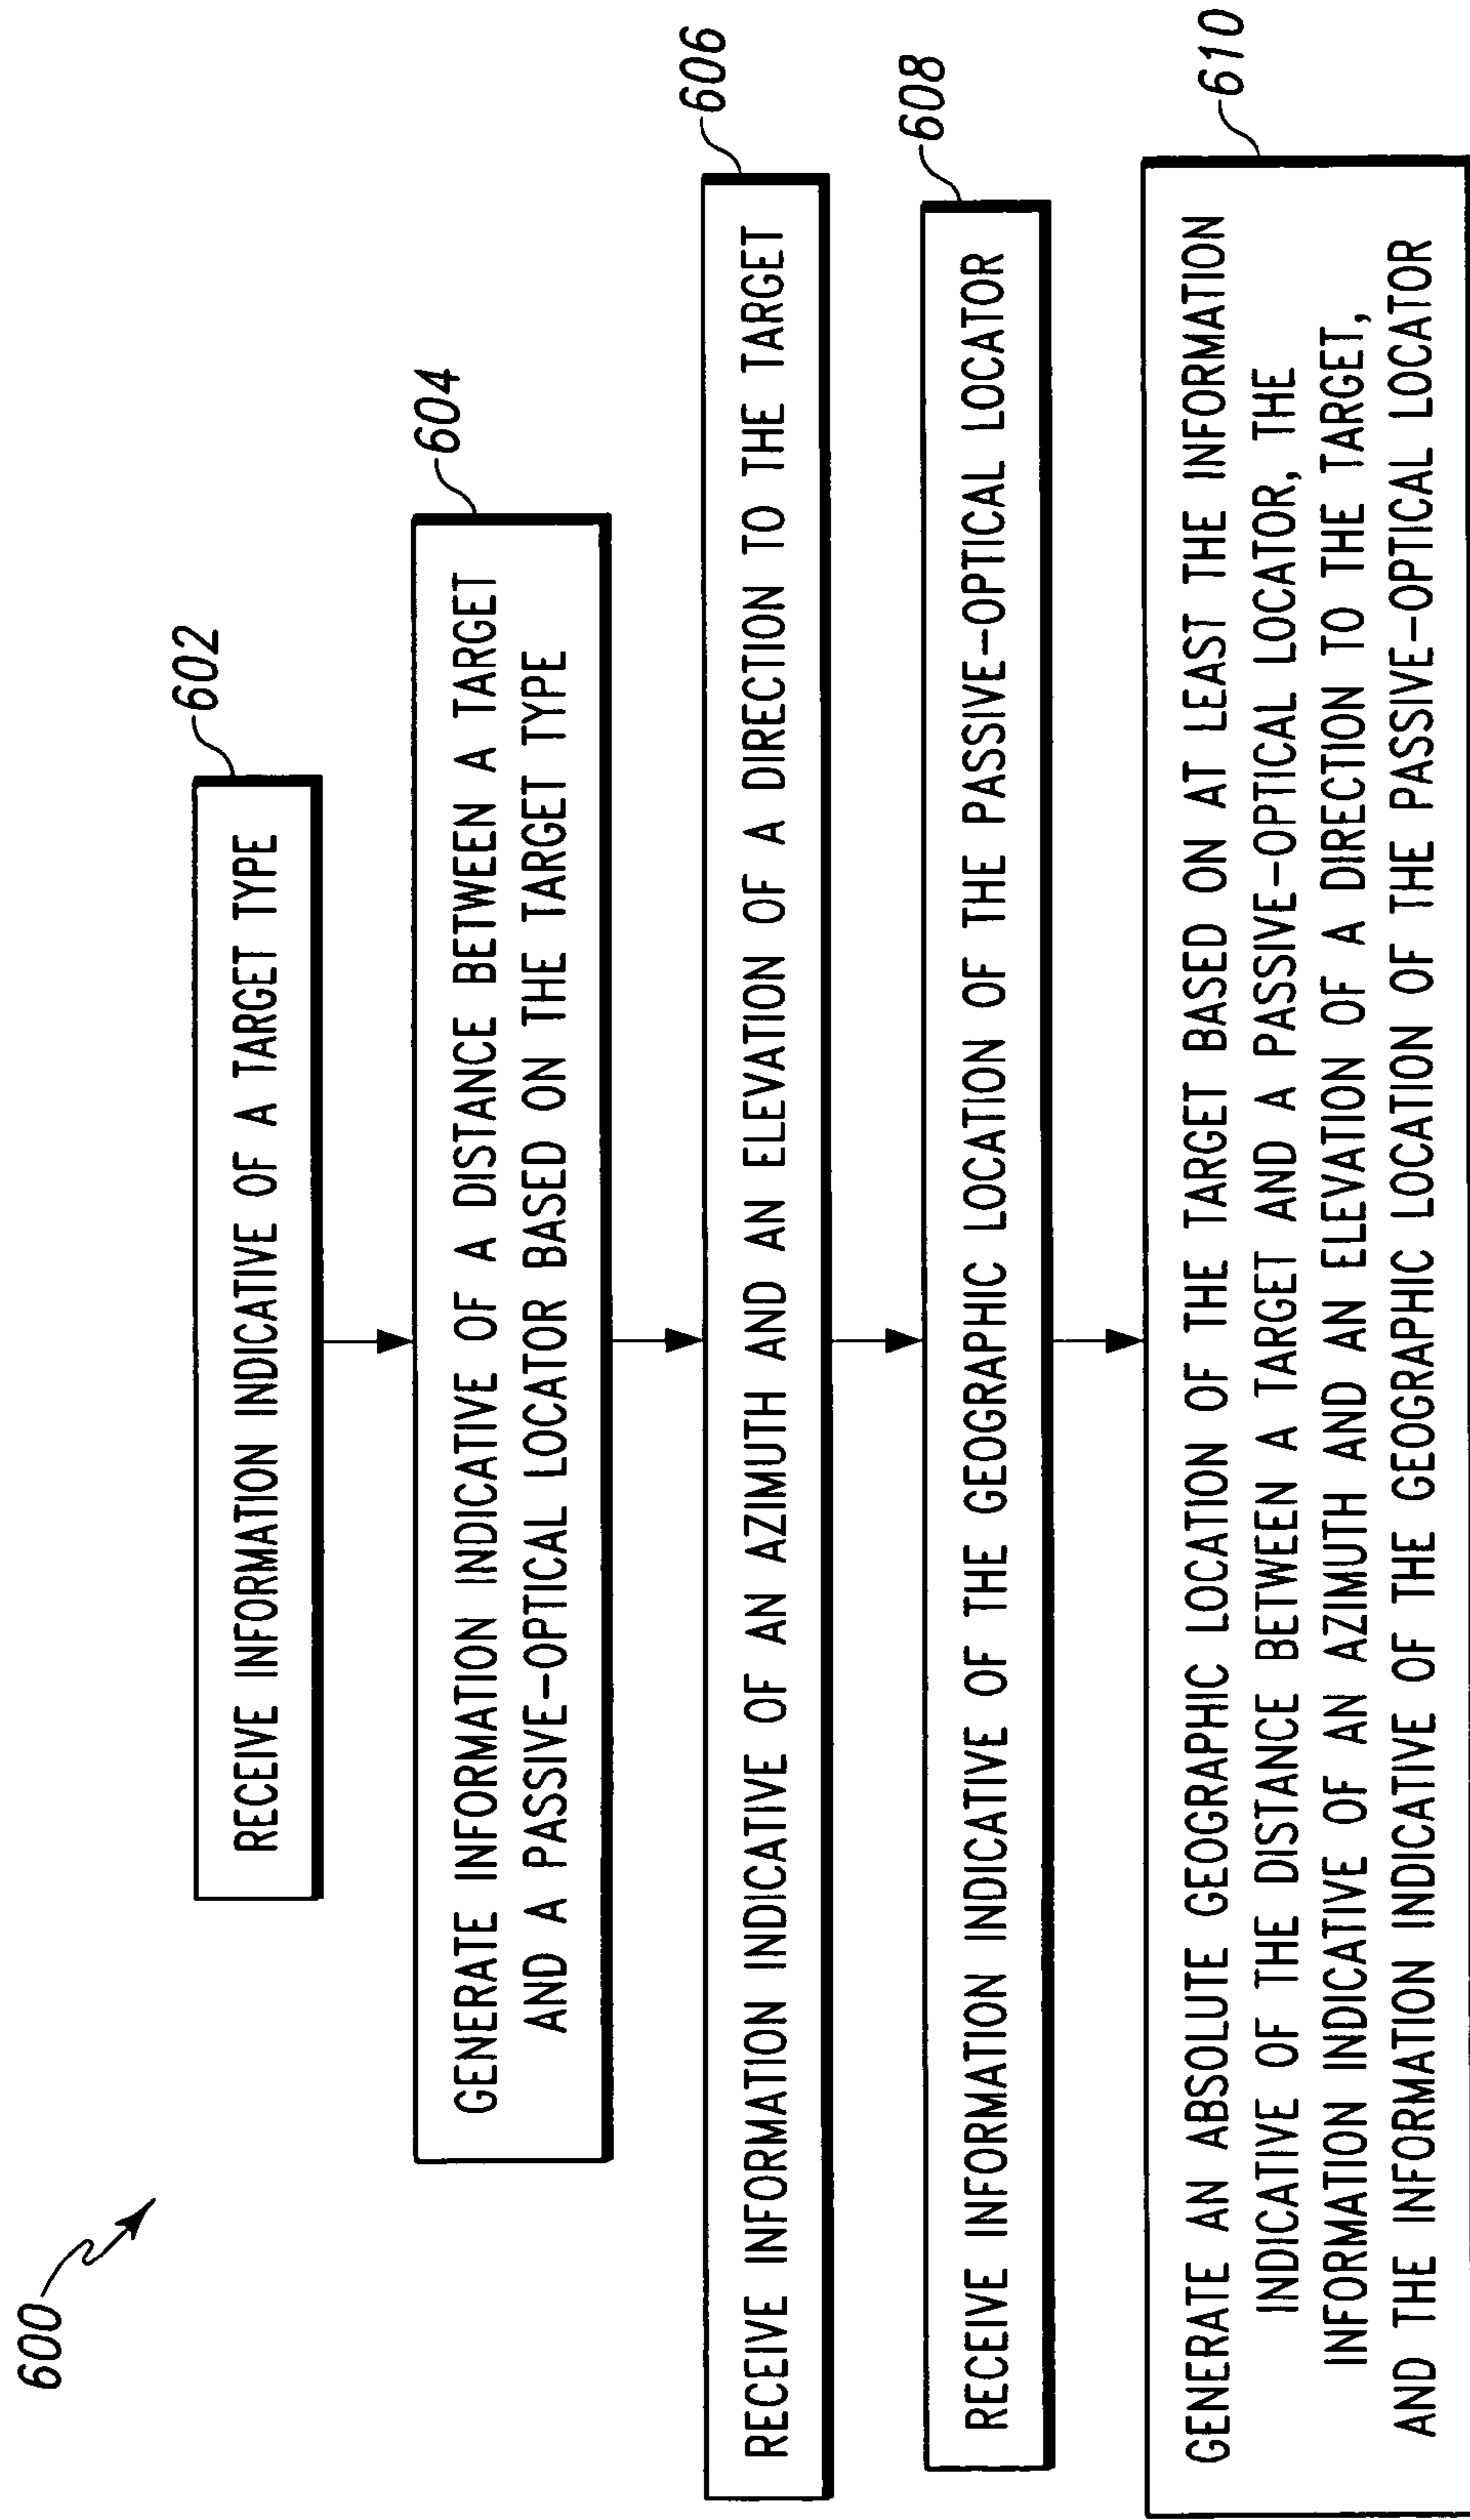 600
602
RECEIVE INFORMATION INDICATIVE OF A TARGET TYPE
604
GENERATE INFORMATION INDICATIVE OF A DISTANCE BETWEEN A TARGET
AND A PASSIVE-OPTICAL LOCATOR BASED ON THE TARGET TYPE
606
RECEIVE INFORMATION INDICATIVE OF AN AZIMUTH AND AN ELEVATION OF A DIRECTION TO THE TARGET
608
RECEIVE INFORMATION INDICATIVE OF THE GEOGRAPHIC LOCATION OF THE PASSIVE-OPTICAL LOCATOR
610
GENERATE AN ABSOLUTE GEOGRAPHIC LOCATION OF THE TARGET BASED ON AT LEAST THE INFORMATION
INDICATIVE OF THE DISTANCE BETWEEN A TARGET AND A PASSIVE-OPTICAL LOCATOR, THE
INFORMATION INDICATIVE OF AN AZIMUTH AND AN ELEVATION OF A DIRECTION TO THE TARGET,
AND THE INFORMATION INDICATIVE OF THE GEOGRAPHIC LOCATION OF THE PASSIVE-OPTICAL LOCATOR